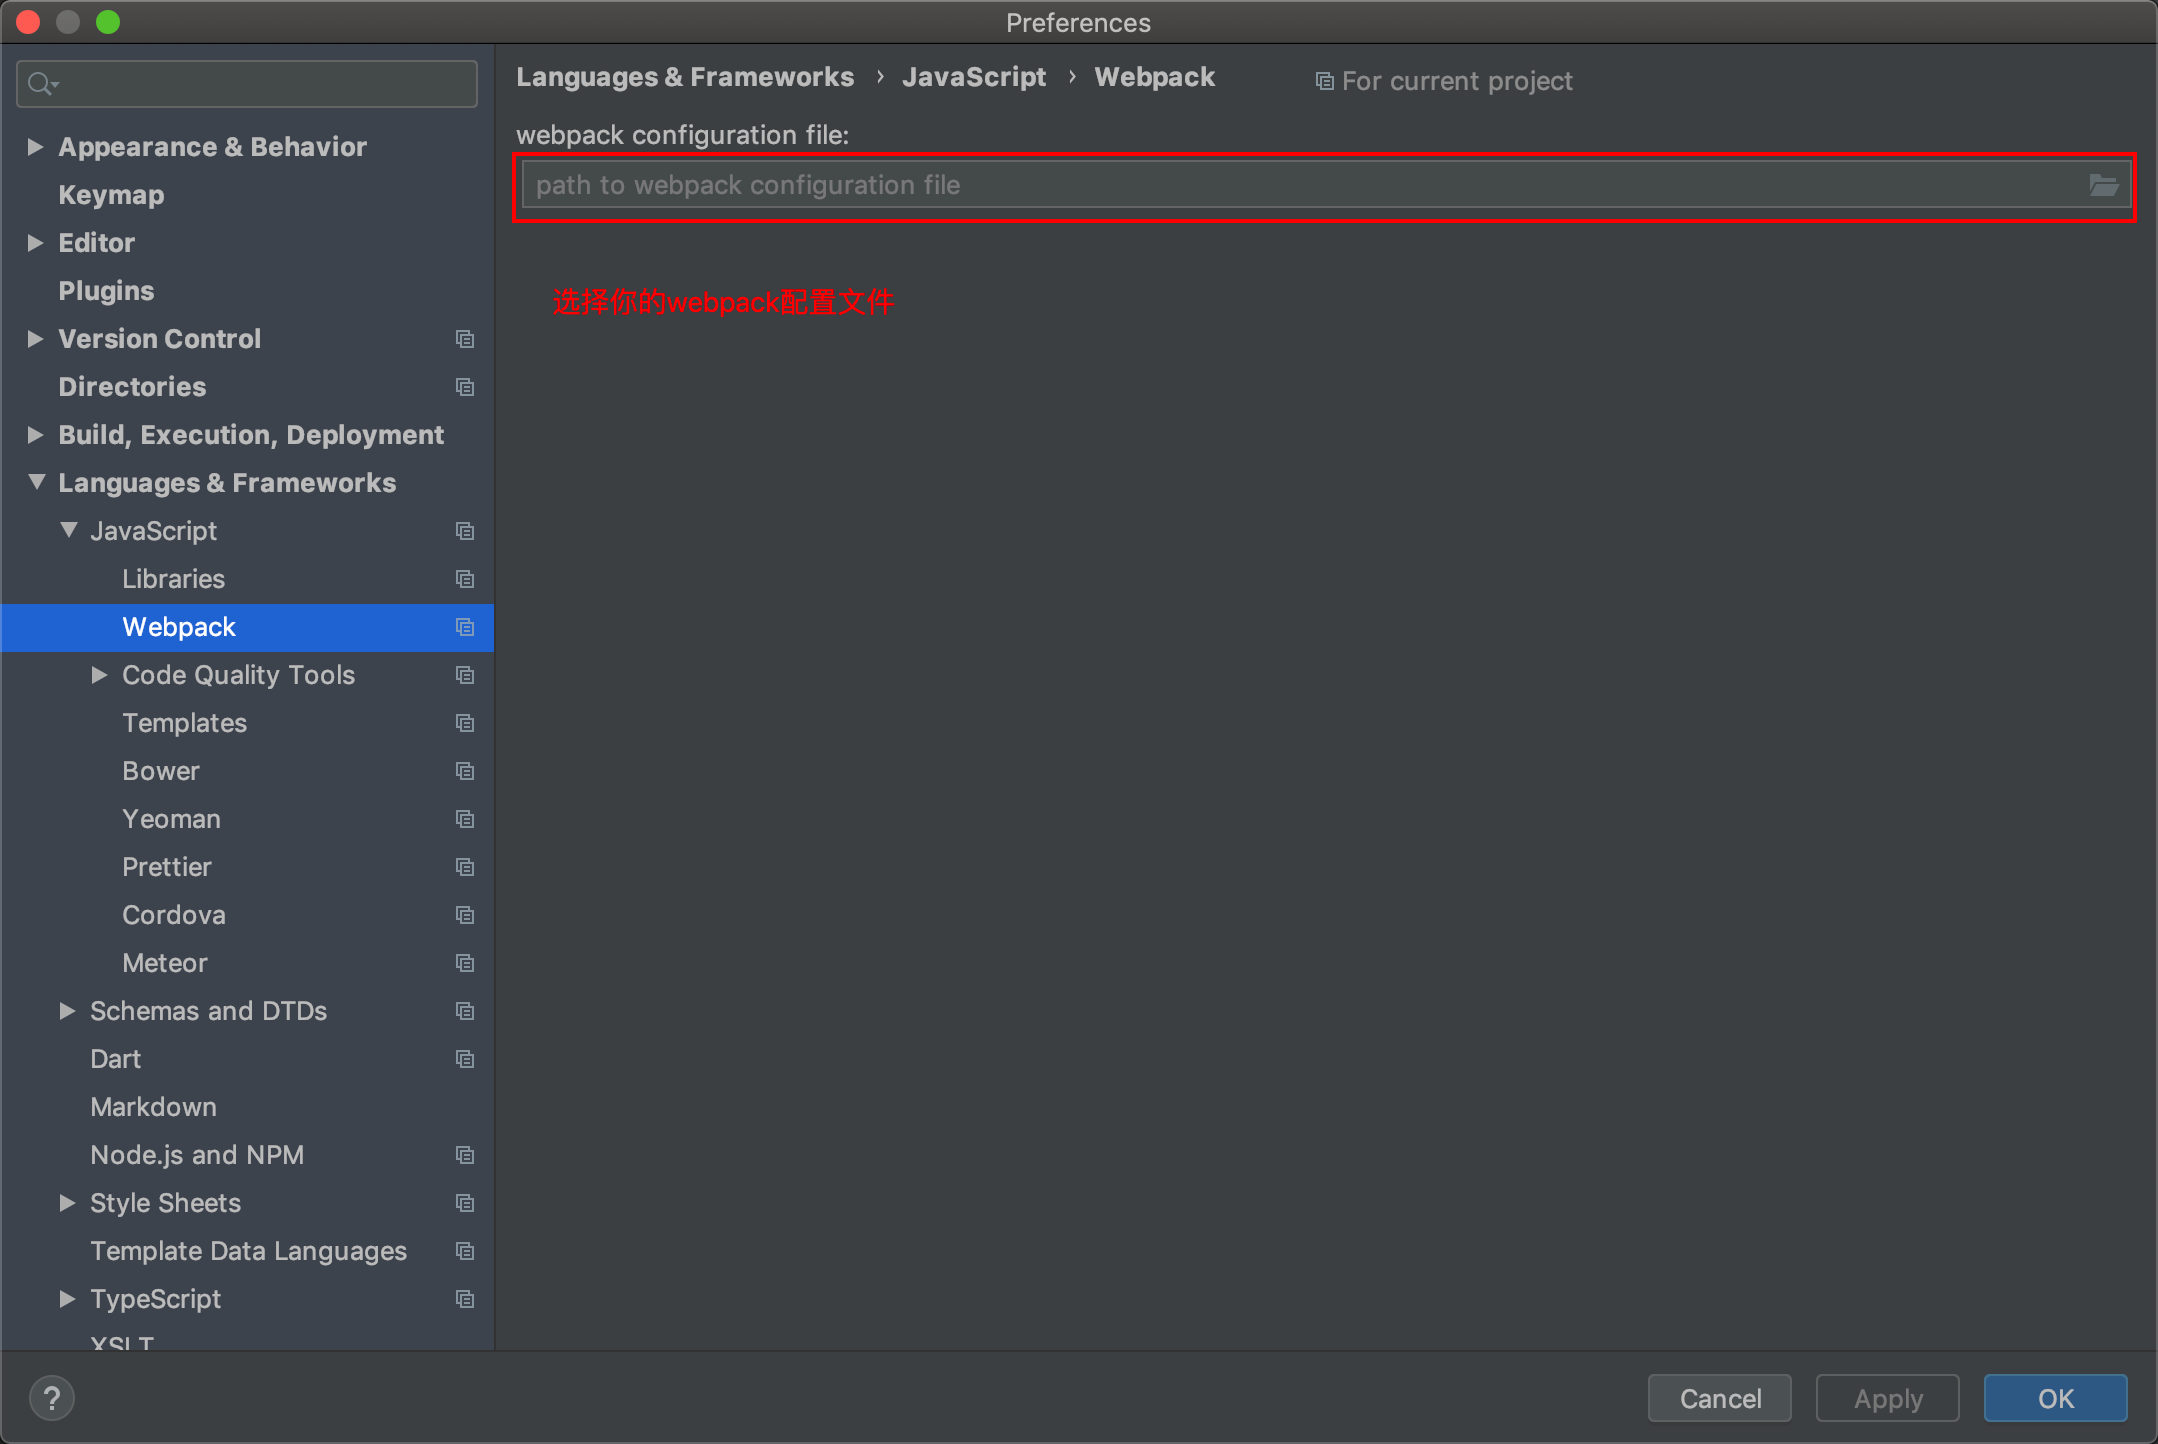 Preferences
Languages & Frameworks › JavaScript › Webpack
For current project
webpack configuration file:
path to webpack configuration file
选择你的webpack配置文件
Appearance & Behavior
Keymap
Editor
Plugins
Version Control
Directories
Build, Execution, Deployment
Languages & Frameworks
JavaScript
Libraries
Webpack
Code Quality Tools
Templates
Bower
Yeoman
Prettier
Cordova
Meteor
Schemas and DTDs
Dart
Markdown
Node.js and NPM
Style Sheets
Template Data Languages
TypeScript
XSLT
?
Cancel
Apply
OK